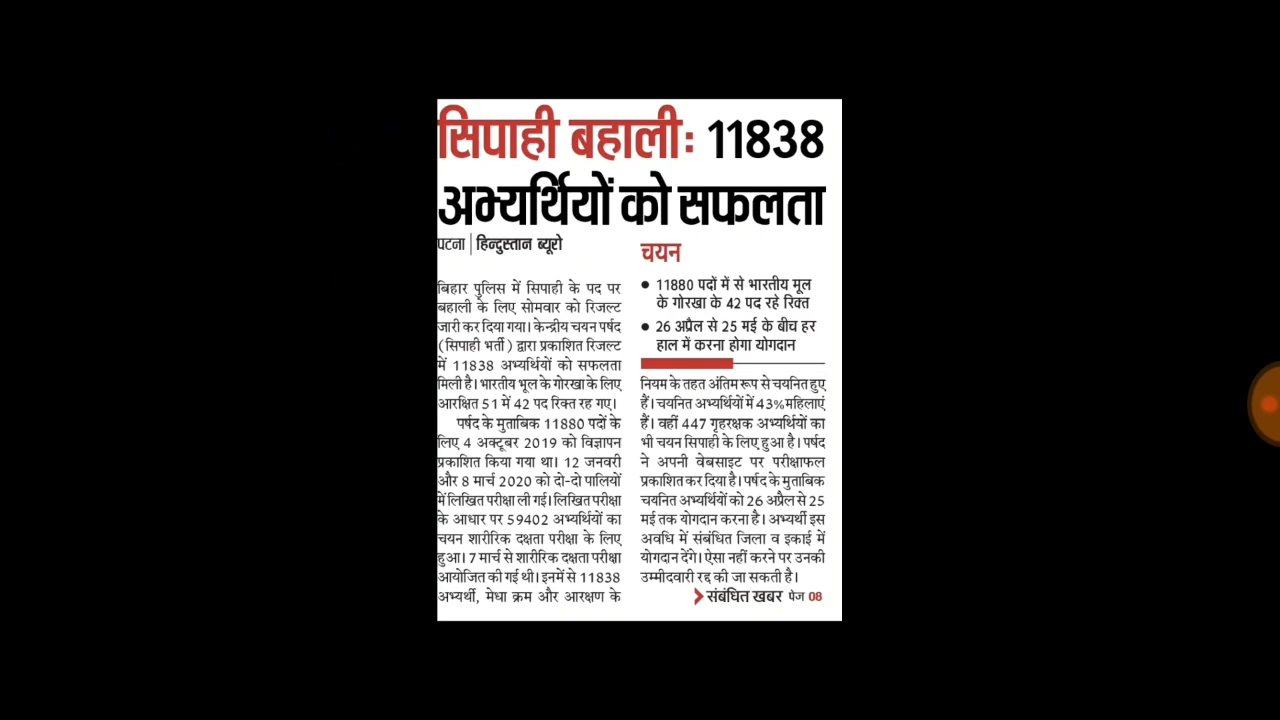 सिपाही बहाली: 11838
अभ्यर्थियों को सफलता
पटना | हिन्दुस्तान ब्यूरो
बिहार पुलिस में सिपाही के पद पर
बहाली के लिए सोमवार को रिजल्ट
जारी कर दिया गया। केन्द्रीय चयन पर्षद
(सिपाही भर्ती) द्वारा प्रकाशित रिजल्ट
में 11838 अभ्यर्थियों को सफलता
मिली है। भारतीय भूल के गोरखा के लिए
आरक्षित 51 में 42 पद रिक्त रह गए।
पर्षद के मुताबिक 11880 पदों के
लिए 4 अक्टूबर 2019 को विज्ञापन
प्रकाशित किया गया था। 12 जनवरी
और 8 मार्च 2020 को दो-दो पालियों
में लिखित परीक्षा ली गई। लिखित परीक्षा
के आधार पर 59402 अभ्यर्थियों का
चयन शारीरिक दक्षता परीक्षा के लिए
हुआ। 7 मार्च से शारीरिक दक्षता परीक्षा
आयोजित की गई थी। इनमें से 11838
अभ्यर्थी, मेधा क्रम और आरक्षण के
चयन
● 11880 पदों में से भारतीय मूल
के गोरखा के 42 पद रहे रिक्त
● 26 अप्रैल से 25 मई के बीच हर
हाल में करना होगा योगदान
नियम के तहत अंतिम रूप से चयनित हुए
हैं। चयनित अभ्यर्थियों में 43% महिलाएं
हैं। वहीं 447 गृहरक्षक अभ्यर्थियों का
भी चयन सिपाही के लिए हुआ है। पर्षद
ने अपनी वेबसाइट पर परीक्षाफल
प्रकाशित कर दिया है। पर्षद के मुताबिक
चयनित अभ्यर्थियों को 26 अप्रैल से 25
मई तक योगदान करना है। अभ्यर्थी इस
अवधि में संबंधित जिला व इकाई में
योगदान देंगे। ऐसा नहीं करने पर उनकी
उम्मीदवारी रद्द की जा सकती है।
संबंधित खबर पेज 08